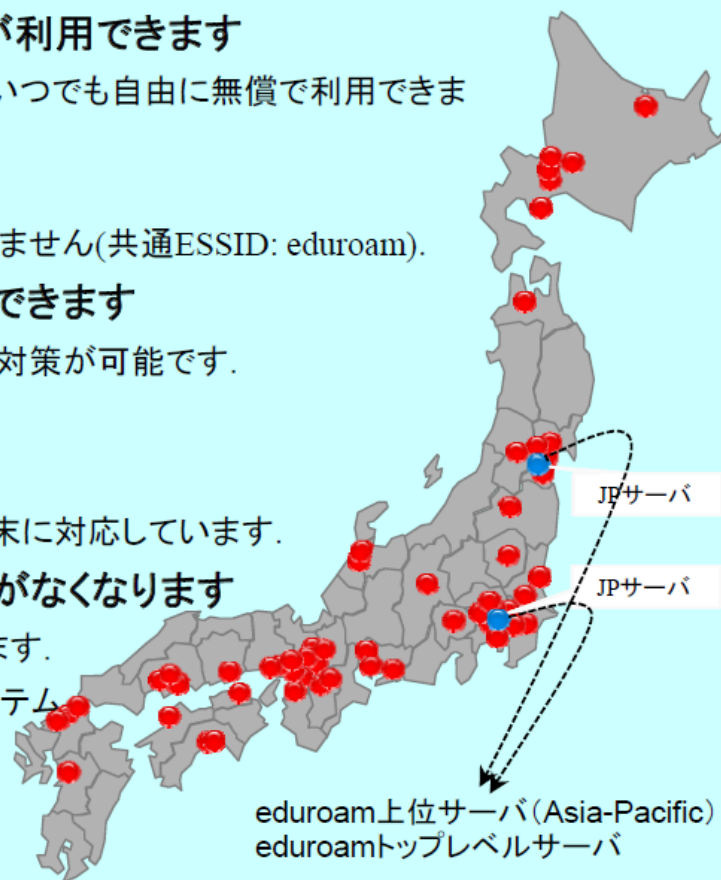 が利用できます
いつでも自由に無償で利用できま
ません(共通ESSID: eduroam).
できます
対策が可能です.
JPサーバ
末に対応しています.
JPサーバ
がなくなります
ます.
テム
eduroam上位サーバ(Asia-Pacific)
eduroamトップレベルサーバ